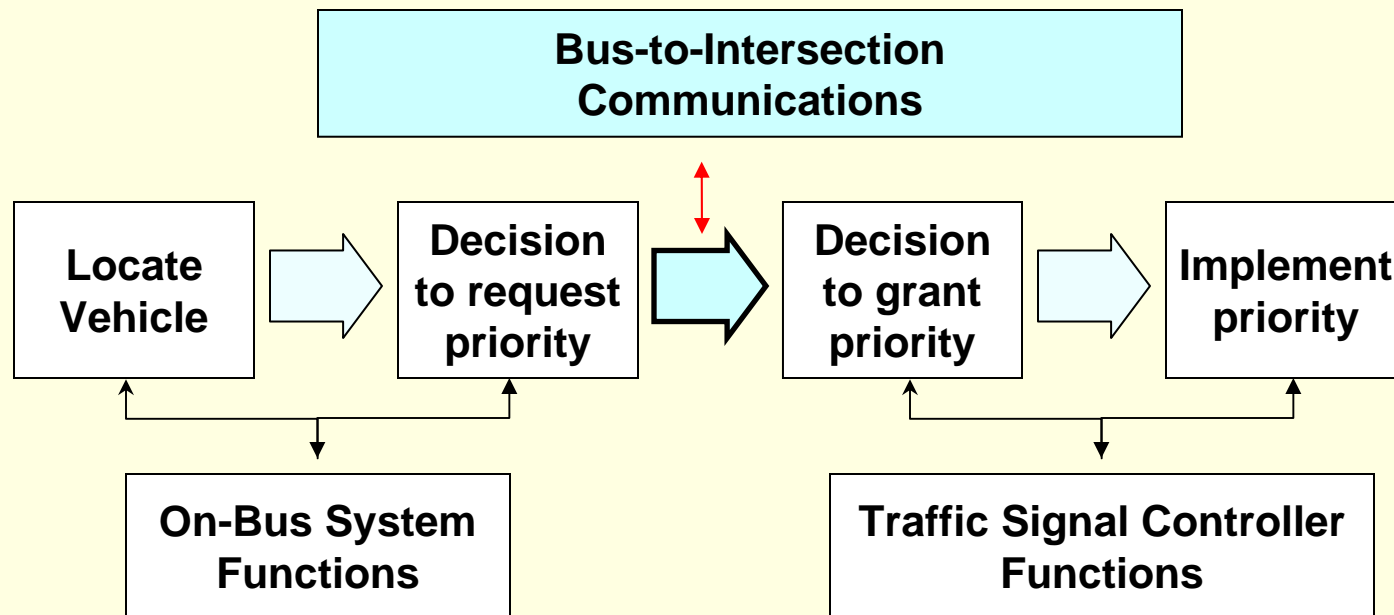 Bus-to-Intersection
Communications
Locate
Vehicle
Decision
to request
priority
Decision
to grant
priority
Implement
priority
On-Bus System
Functions
Traffic Signal Controller
Functions